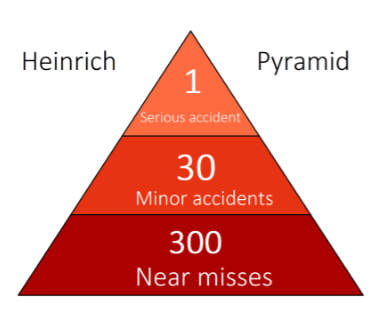 Heinrich Pyramid
1
Serious accident
30
Minor accidents
300
Near misses